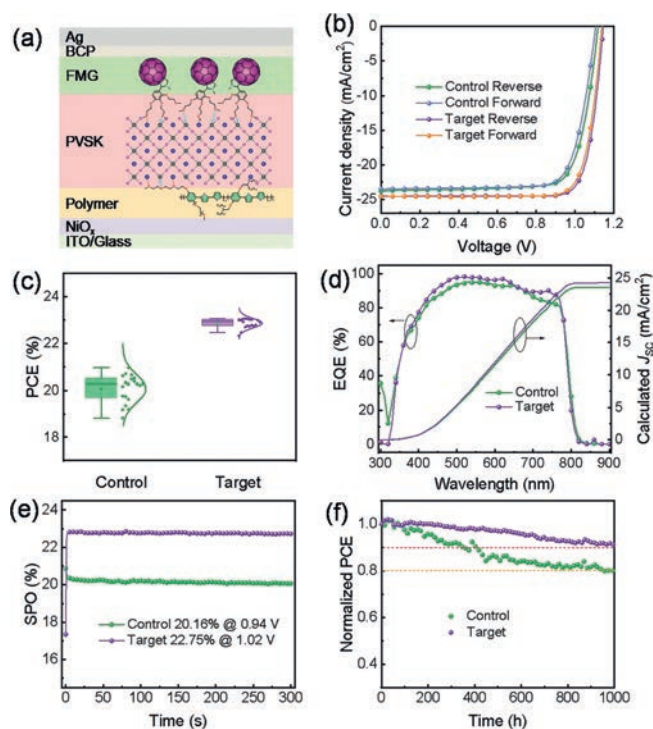 (a)
Ag
BCP
FMG
PVSK
Polymer
NiOx
ITO/Glass
(b)
Current density (mA/cm²)
0
-5
-10
-15
-20
-25
Control Reverse
Control Forward
Target Reverse
Target Forward
0.0 0.2 0.4 0.6 0.8 1.0 1.2
Voltage (V)
(c)
PCE (%)
24
22
20
18
Control Target
(d)
EQE (%)
100
80
60
40
20
0
Calculated JSC (mA/cm²)
25
20
15
10
5
0
Control
Target
300 400 500 600 700 800 900
Wavelength (nm)
(e)
SPO (%)
24
22
20
18
16
Control 20.16% @ 0.94 V
Target 22.75% @ 1.02 V
0 50 100 150 200 250 300
Time (s)
(f)
Normalized PCE
1.0
0.8
0.6
0.4
Control
Target
0 200 400 600 800 1000
Time (h)